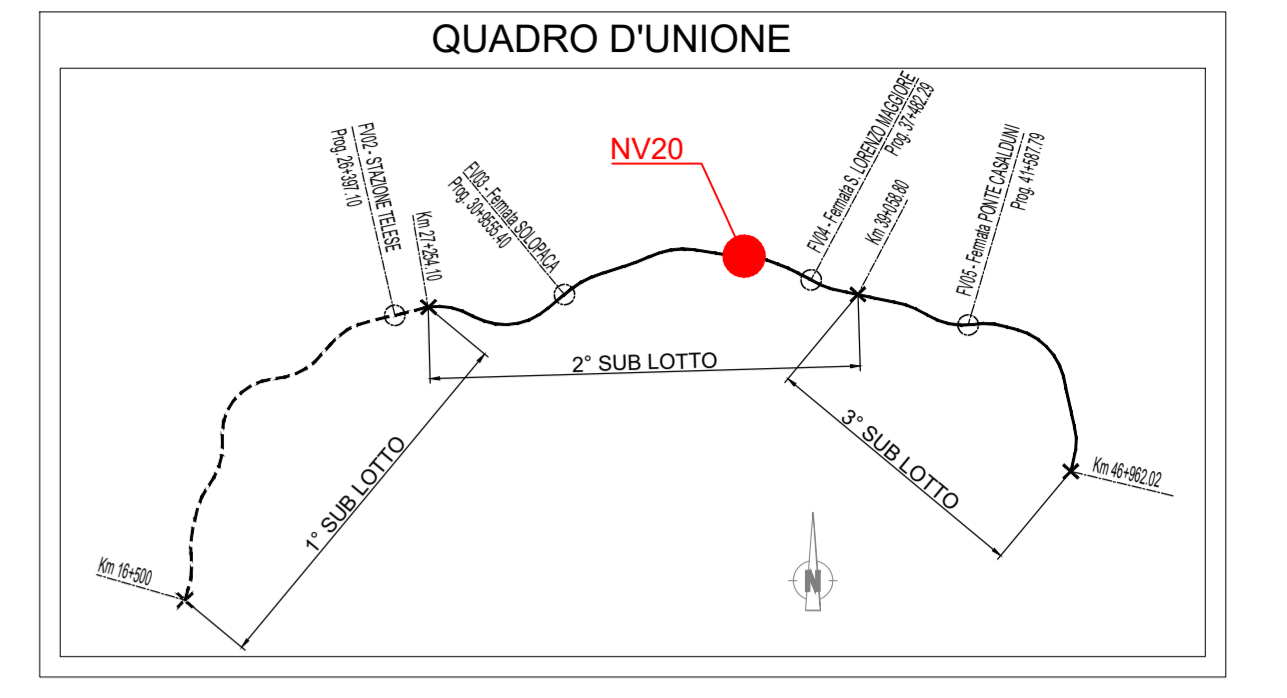 QUADRO D'UNIONE
FV02 - STAZIONE TELESE
Prog. 26+397.10
Km 27+254.10
FV03 - Fermata SOLOPACA
Prog. 30+9555.40
NV20
FV04 - Fermata S. LORENZO MAGGIORE
Prog. 37+482.29
Km 39+058.80
FV05 - Fermata PONTE CASALDUNI
Prog. 41+587.79
2° SUB LOTTO
1° SUB LOTTO
3° SUB LOTTO
Km 46+962.02
Km 16+500
N